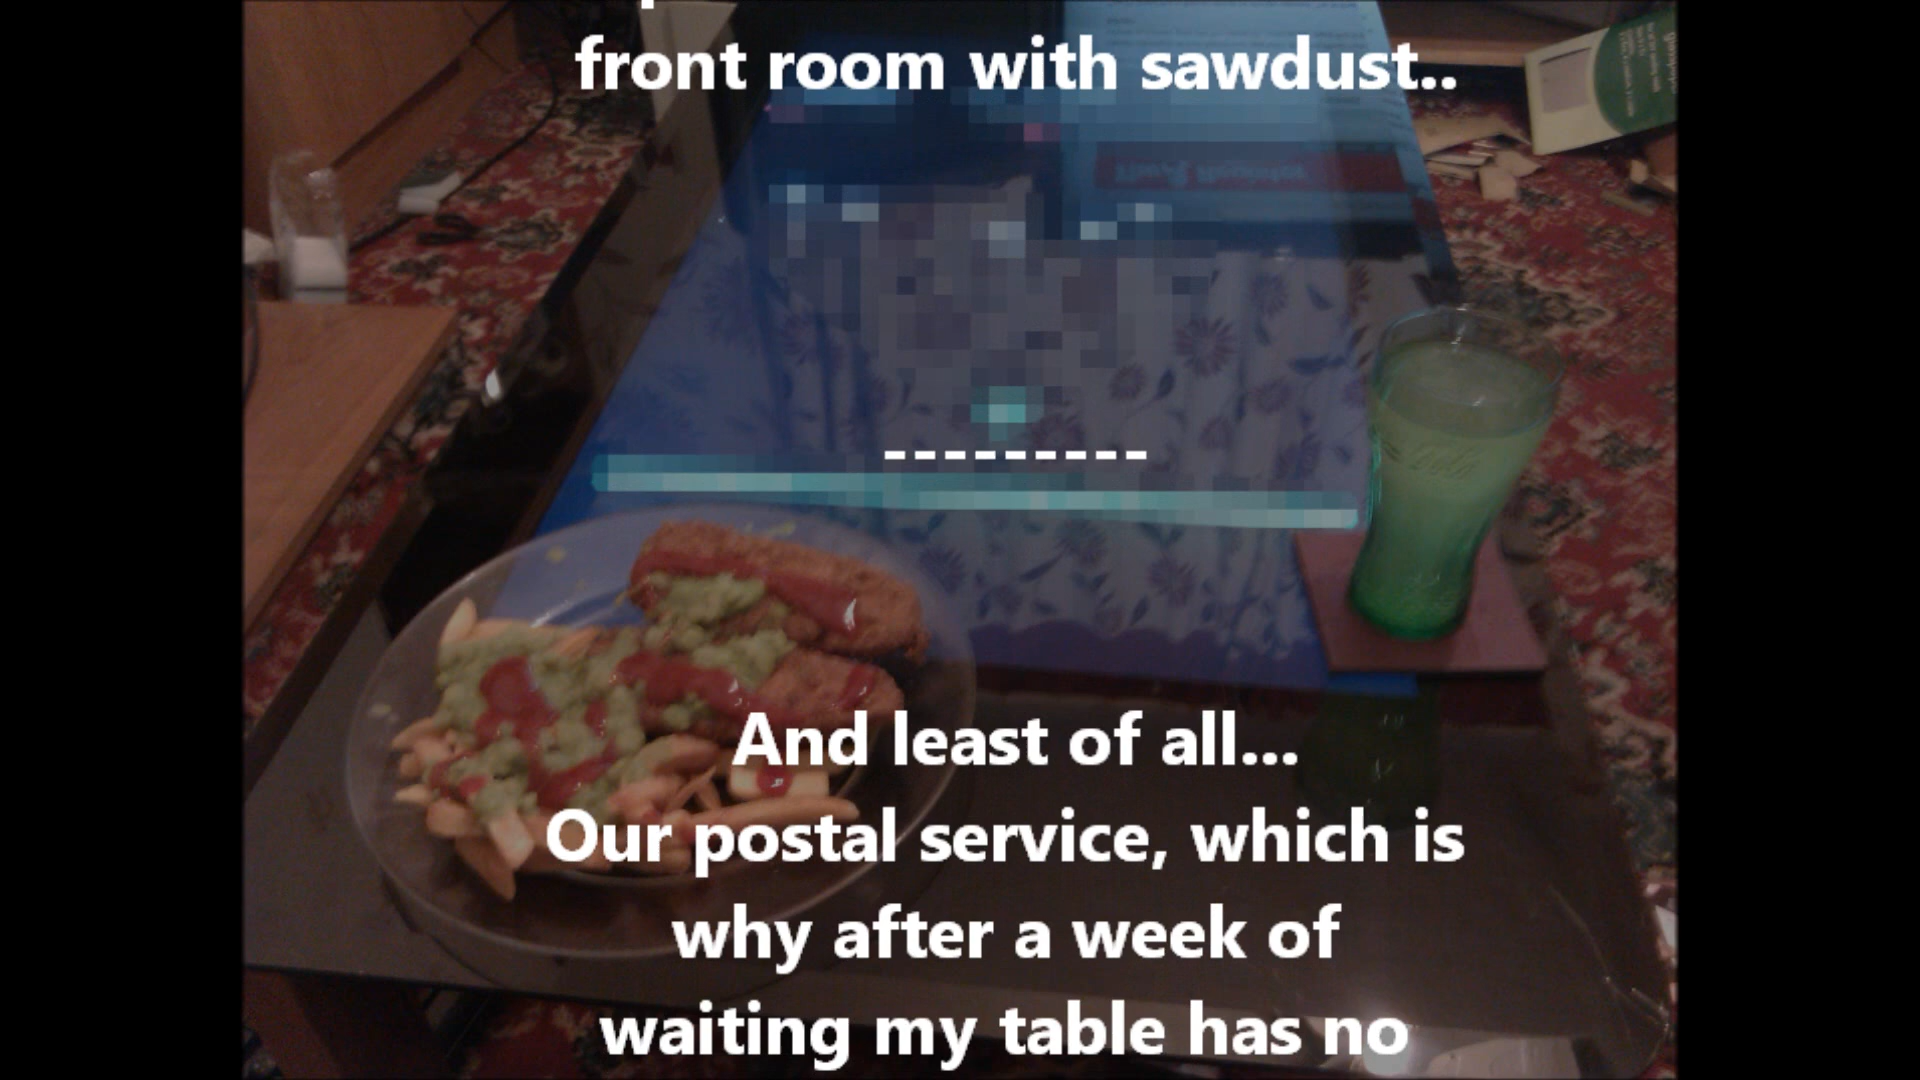 front room with sawdust..
---------
And least of all...
Our postal service, which is
why after a week of
waiting my table has no